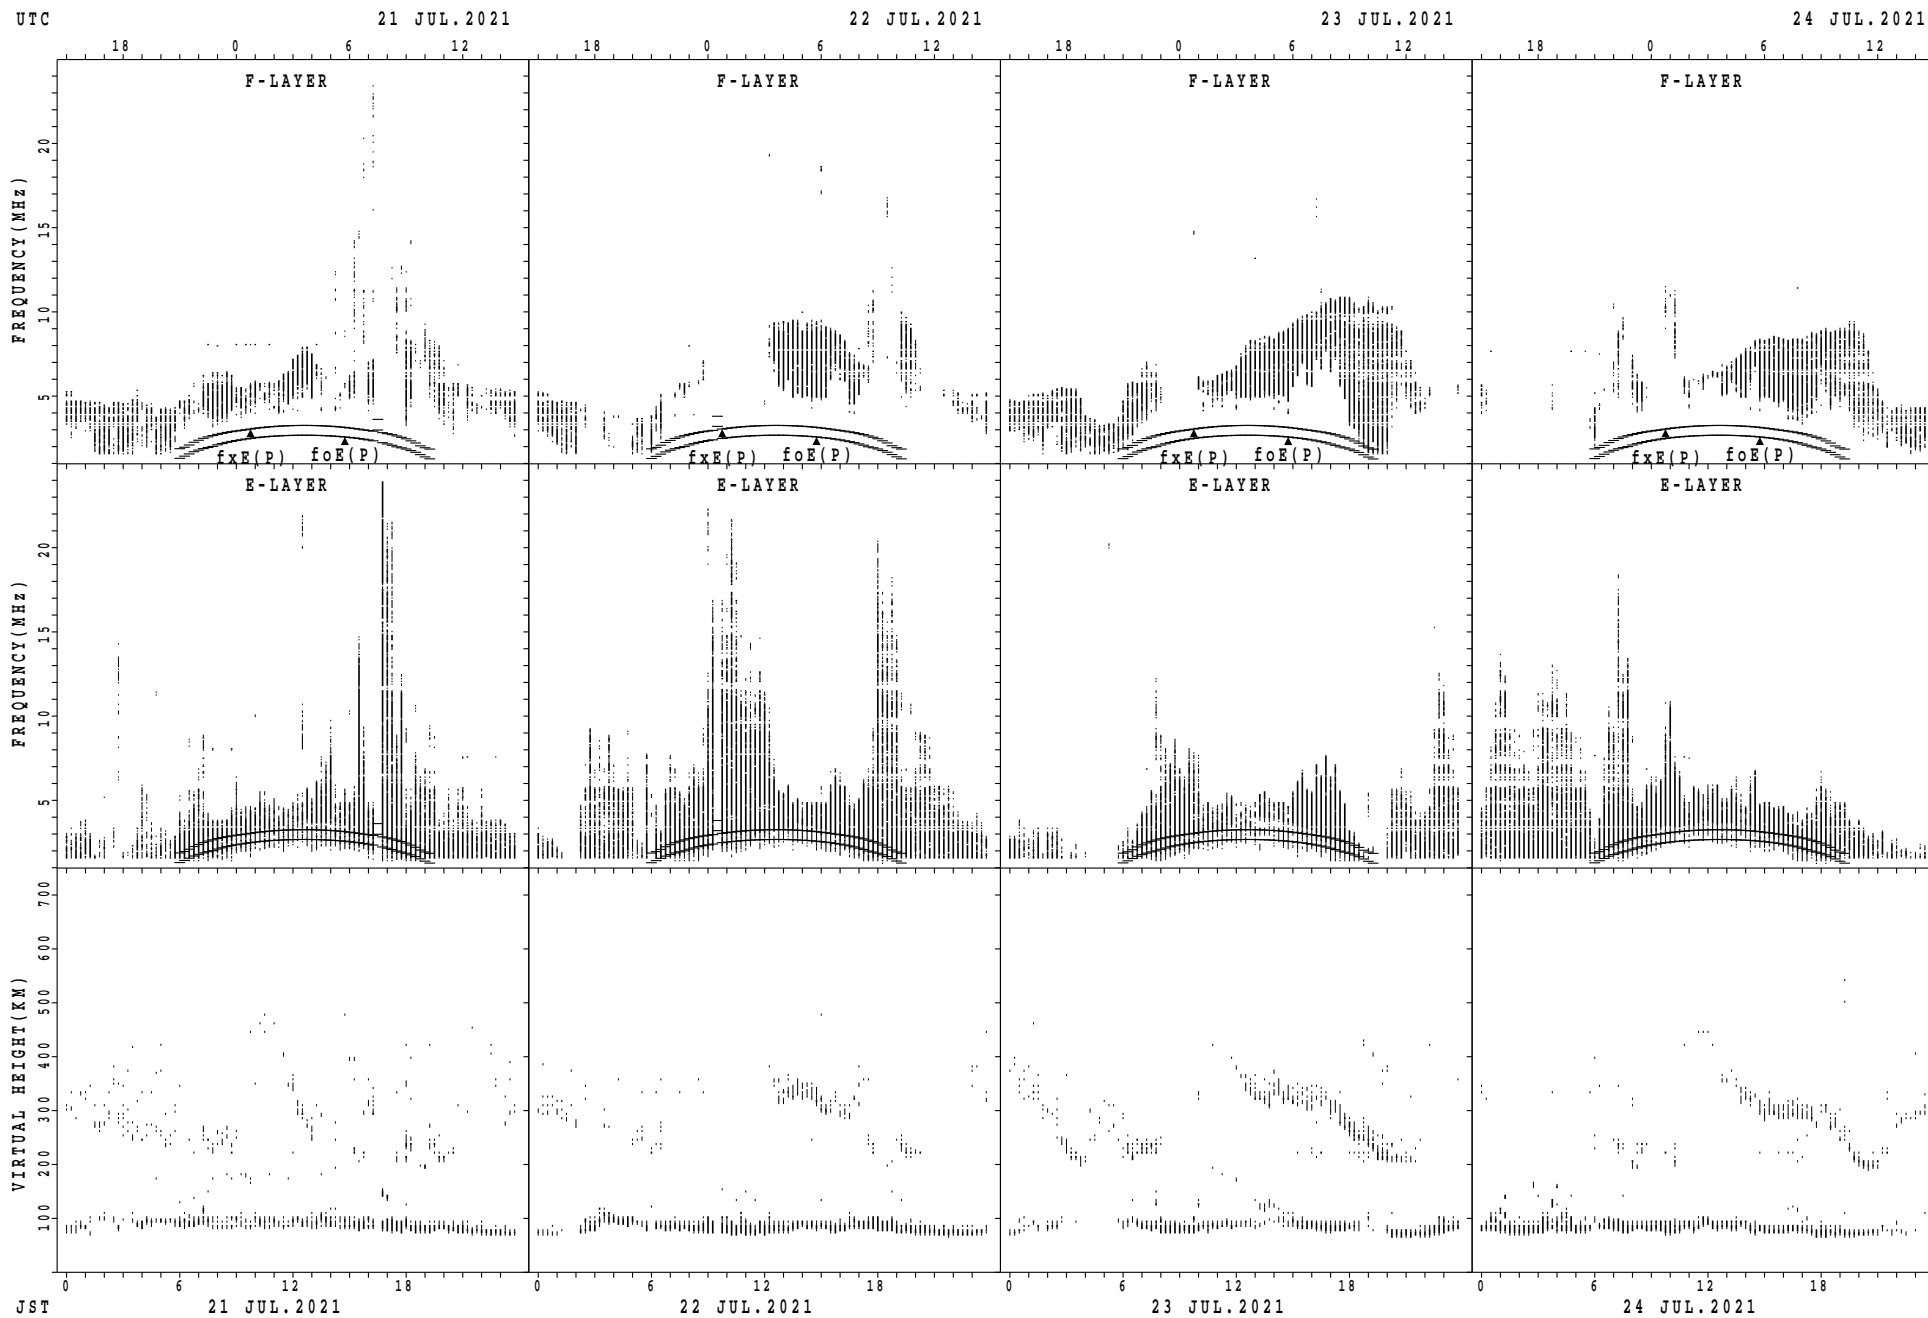 UTC 21 JUL.2021 22 JUL.2021 23 JUL.2021 24 JUL.2021
18 0 6 12 18 0 6 12 18 0 6 12 18 0 6 12
F-LAYER F-LAYER F-LAYER F-LAYER
FREQUENCY(MHz)
20
15
10
5
fxE(P) foE(P) fxE(P) foE(P) fxE(P) foE(P) fxE(P) foE(P)
E-LAYER E-LAYER E-LAYER E-LAYER
FREQUENCY(MHz)
20
15
10
5
VIRTUAL HEIGHT(KM)
700
600
500
400
300
200
100
0 6 12 18 0 6 12 18 0 6 12 18 0 6 12 18
JST 21 JUL.2021 22 JUL.2021 23 JUL.2021 24 JUL.2021